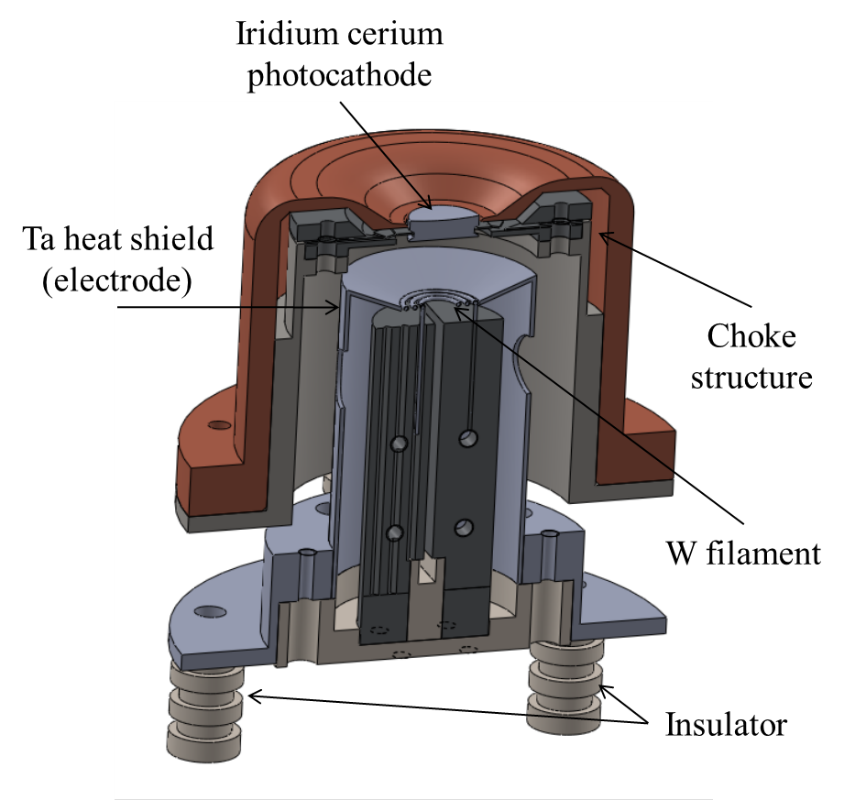 Iridium cerium
photocathode
Ta heat shield
(electrode)
Choke
structure
W filament
Insulator